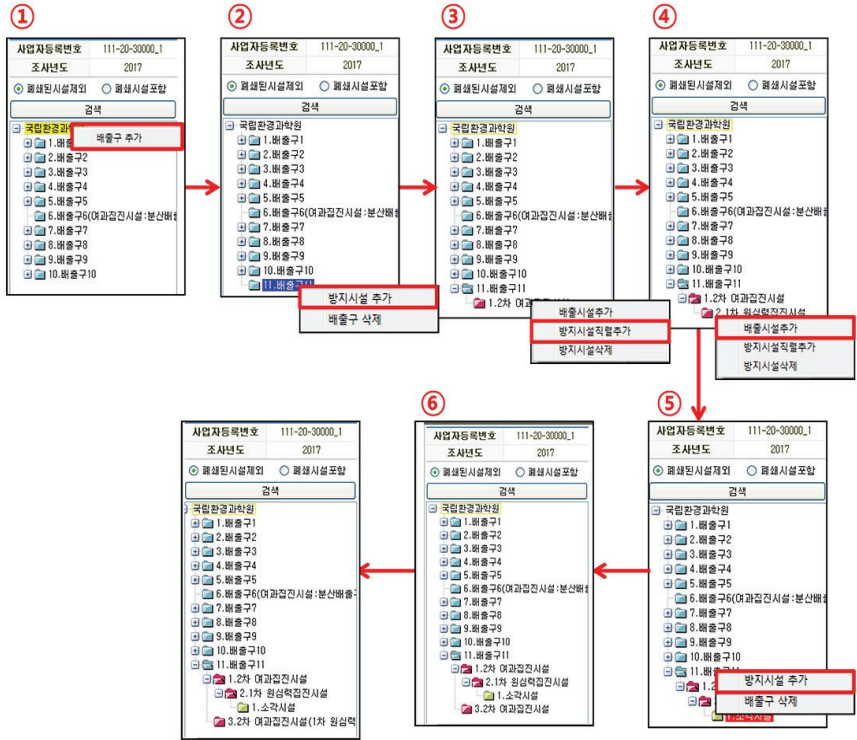 ①
사업자등록번호 111-20-30000_1
조사년도 2017
폐쇄된시설제외 폐쇄시설포함
검색
국립환경과학원
배출구 추가
1.배출구1
2.배출구2
3.배출구3
4.배출구4
5.배출구5
6.배출구6(여과집진시설:분산배출
7.배출구7
8.배출구8
9.배출구9
10.배출구10
②
사업자등록번호 111-20-30000_1
조사년도 2017
폐쇄된시설제외 폐쇄시설포함
검색
국립환경과학원
1.배출구1
2.배출구2
3.배출구3
4.배출구4
5.배출구5
6.배출구6(여과집진시설:분산배출
7.배출구7
8.배출구8
9.배출구9
10.배출구10
11.배출구11
방지시설 추가
배출구 삭제
③
사업자등록번호 111-20-30000_1
조사년도 2017
폐쇄된시설제외 폐쇄시설포함
검색
국립환경과학원
1.배출구1
2.배출구2
3.배출구3
4.배출구4
5.배출구5
6.배출구6(여과집진시설:분산배출
7.배출구7
8.배출구8
9.배출구9
10.배출구10
11.배출구11
1.2차 여과집진시설
배출시설추가
방지시설직렬추가
방지시설삭제
④
사업자등록번호 111-20-30000_1
조사년도 2017
폐쇄된시설제외 폐쇄시설포함
검색
국립환경과학원
1.배출구1
2.배출구2
3.배출구3
4.배출구4
5.배출구5
6.배출구6(여과집진시설:분산배출
7.배출구7
8.배출구8
9.배출구9
10.배출구10
11.배출구11
1.2차 여과집진시설
2.1차 원심력집진시설
배출시설추가
방지시설직렬추가
방지시설삭제
⑤
사업자등록번호 111-20-30000_1
조사년도 2017
폐쇄된시설제외 폐쇄시설포함
검색
국립환경과학원
1.배출구1
2.배출구2
3.배출구3
4.배출구4
5.배출구5
6.배출구6(여과집진시설:분산배출
7.배출구7
8.배출구8
9.배출구9
10.배출구10
11.배출구11
방지시설 추가
배출구 삭제
1.소각시설
⑥
사업자등록번호 111-20-30000_1
조사년도 2017
폐쇄된시설제외 폐쇄시설포함
검색
국립환경과학원
1.배출구1
2.배출구2
3.배출구3
4.배출구4
5.배출구5
6.배출구6(여과집진시설:분산배출
7.배출구7
8.배출구8
9.배출구9
10.배출구10
11.배출구11
1.2차 여과집진시설
2.1차 원심력집진시설
1.소각시설
3.2차 여과집진시설
사업자등록번호 111-20-30000_1
조사년도 2017
폐쇄된시설제외 폐쇄시설포함
검색
국립환경과학원
1.배출구1
2.배출구2
3.배출구3
4.배출구4
5.배출구5
6.배출구6(여과집진시설:분산배출구
7.배출구7
8.배출구8
9.배출구9
10.배출구10
11.배출구11
1.2차 여과집진시설
2.1차 원심력집진시설
1.소각시설
3.2차 여과집진시설(1차 원심력